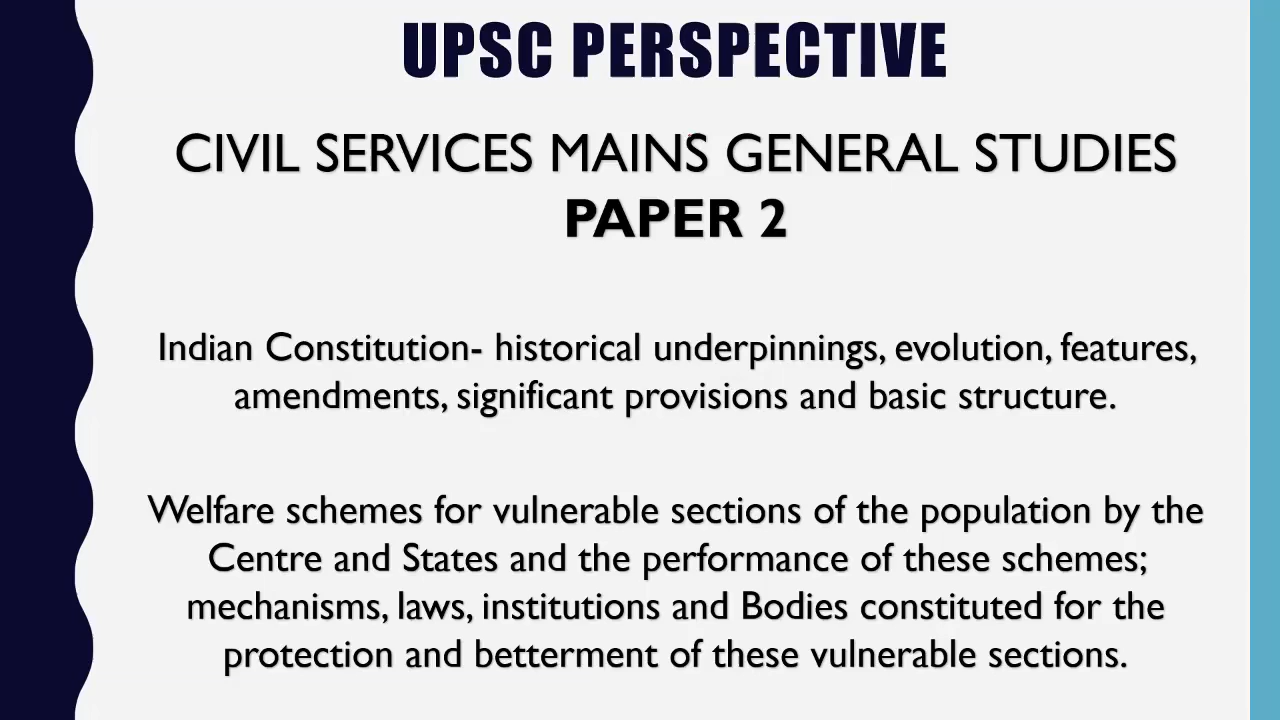 UPSC PERSPECTIVE
CIVIL SERVICES MAINS GENERAL STUDIES
PAPER 2
Indian Constitution- historical underpinnings, evolution, features,
amendments, significant provisions and basic structure.
Welfare schemes for vulnerable sections of the population by the
Centre and States and the performance of these schemes;
mechanisms, laws, institutions and Bodies constituted for the
protection and betterment of these vulnerable sections.